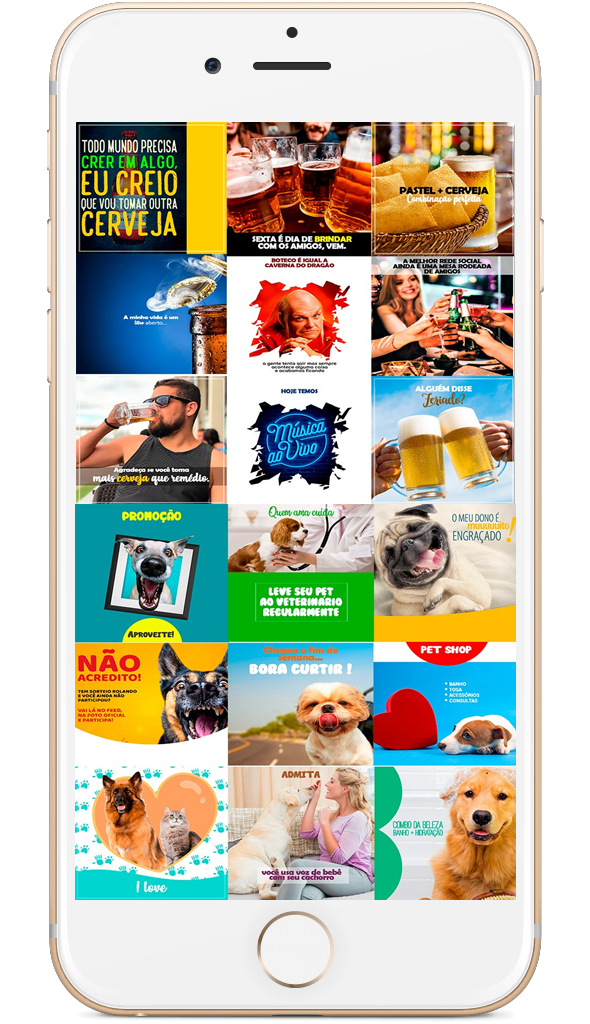 TODO MUNDO PRECISA
CRER EM ALGO,
EU CREIO
QUE VOU TOMAR OUTRA
CERVEJA
SEXTA É DIA DE BRINDAR
COM OS AMIGOS, VEM.
PASTEL + CERVEJA
Combinação perfeita
A minha vida é um
litro aberto...
BOTECO É IGUAL A
CAVERNA DO DRAGÃO
a gente tenta sair mas sempre
acontece alguma coisa
e acabamos ficando
A MELHOR REDE SOCIAL
AINDA É UMA MESA RODEADA
DE AMIGOS
Agradeça se você toma
mais cerveja que remédio.
HOJE TEMOS
Música
ao Vivo
ALGUÉM DISSE
Feriado?
PROMOÇÃO
APROVEITE!
Quem ama cuida
LEVE SEU PET
AO VETERINÁRIO
REGULARMENTE
O MEU DONO É
muuuuuito
ENGRAÇADO !
NÃO
ACREDITO!
TEM SORTEIO ROLANDO
E VOCÊ AINDA NÃO
PARTICIPOU?
VAI LÁ NO FEED,
NA FOTO OFICIAL
E PARTICIPA!
Chegou o fim de
semana...
BORA CURTIR !
PET SHOP
* BANHO
* TOSA
* ACESSÓRIOS
* CONSULTAS
I love
ADMITA
você usa voz de bebê
com seu cachorro
COMBO DA BELEZA
BANHO + HIDRATAÇÃO